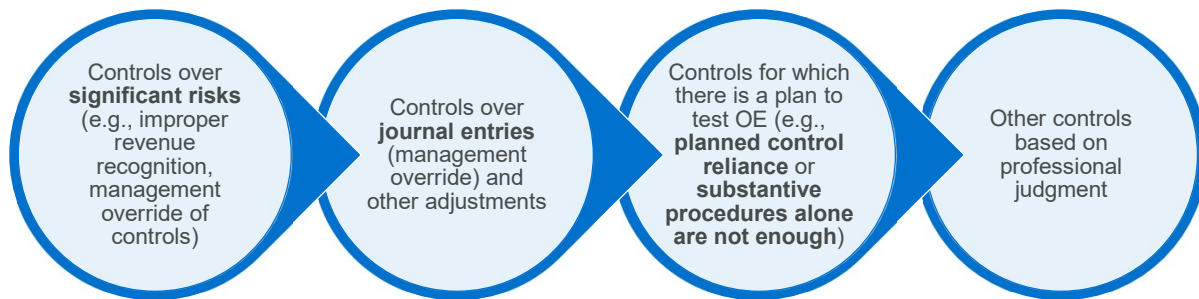 Controls over
significant risks
(e.g., improper
revenue
recognition,
management
override of
controls)
Controls over
journal entries
(management
override) and
other adjustments
Controls for which
there is a plan to
test OE (e.g.,
planned control
reliance or
substantive
procedures alone
are not enough)
Other controls
based on
professional
judgment